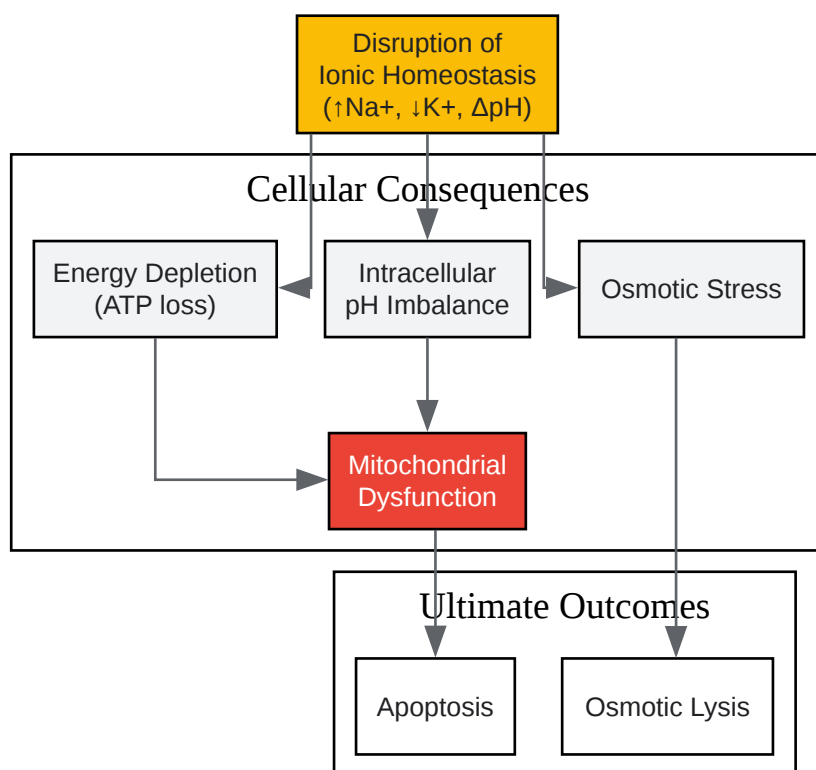 Disruption of
Ionic Homeostasis
(↑Na+, ↓K+, ΔpH)
Cellular Consequences
Energy Depletion
(ATP loss)
Intracellular
pH Imbalance
Osmotic Stress
Mitochondrial
Dysfunction
Ultimate Outcomes
Apoptosis
Osmotic Lysis